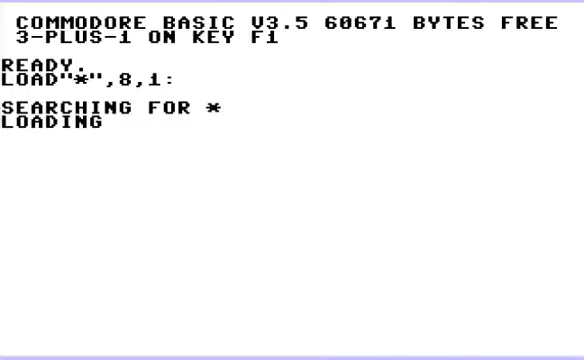 COMMODORE BASIC V3.5 60671 BYTES FREE
3-PLUS-1 ON KEY F1
READY.
LOAD"*",8,1:
SEARCHING FOR *
LOADING